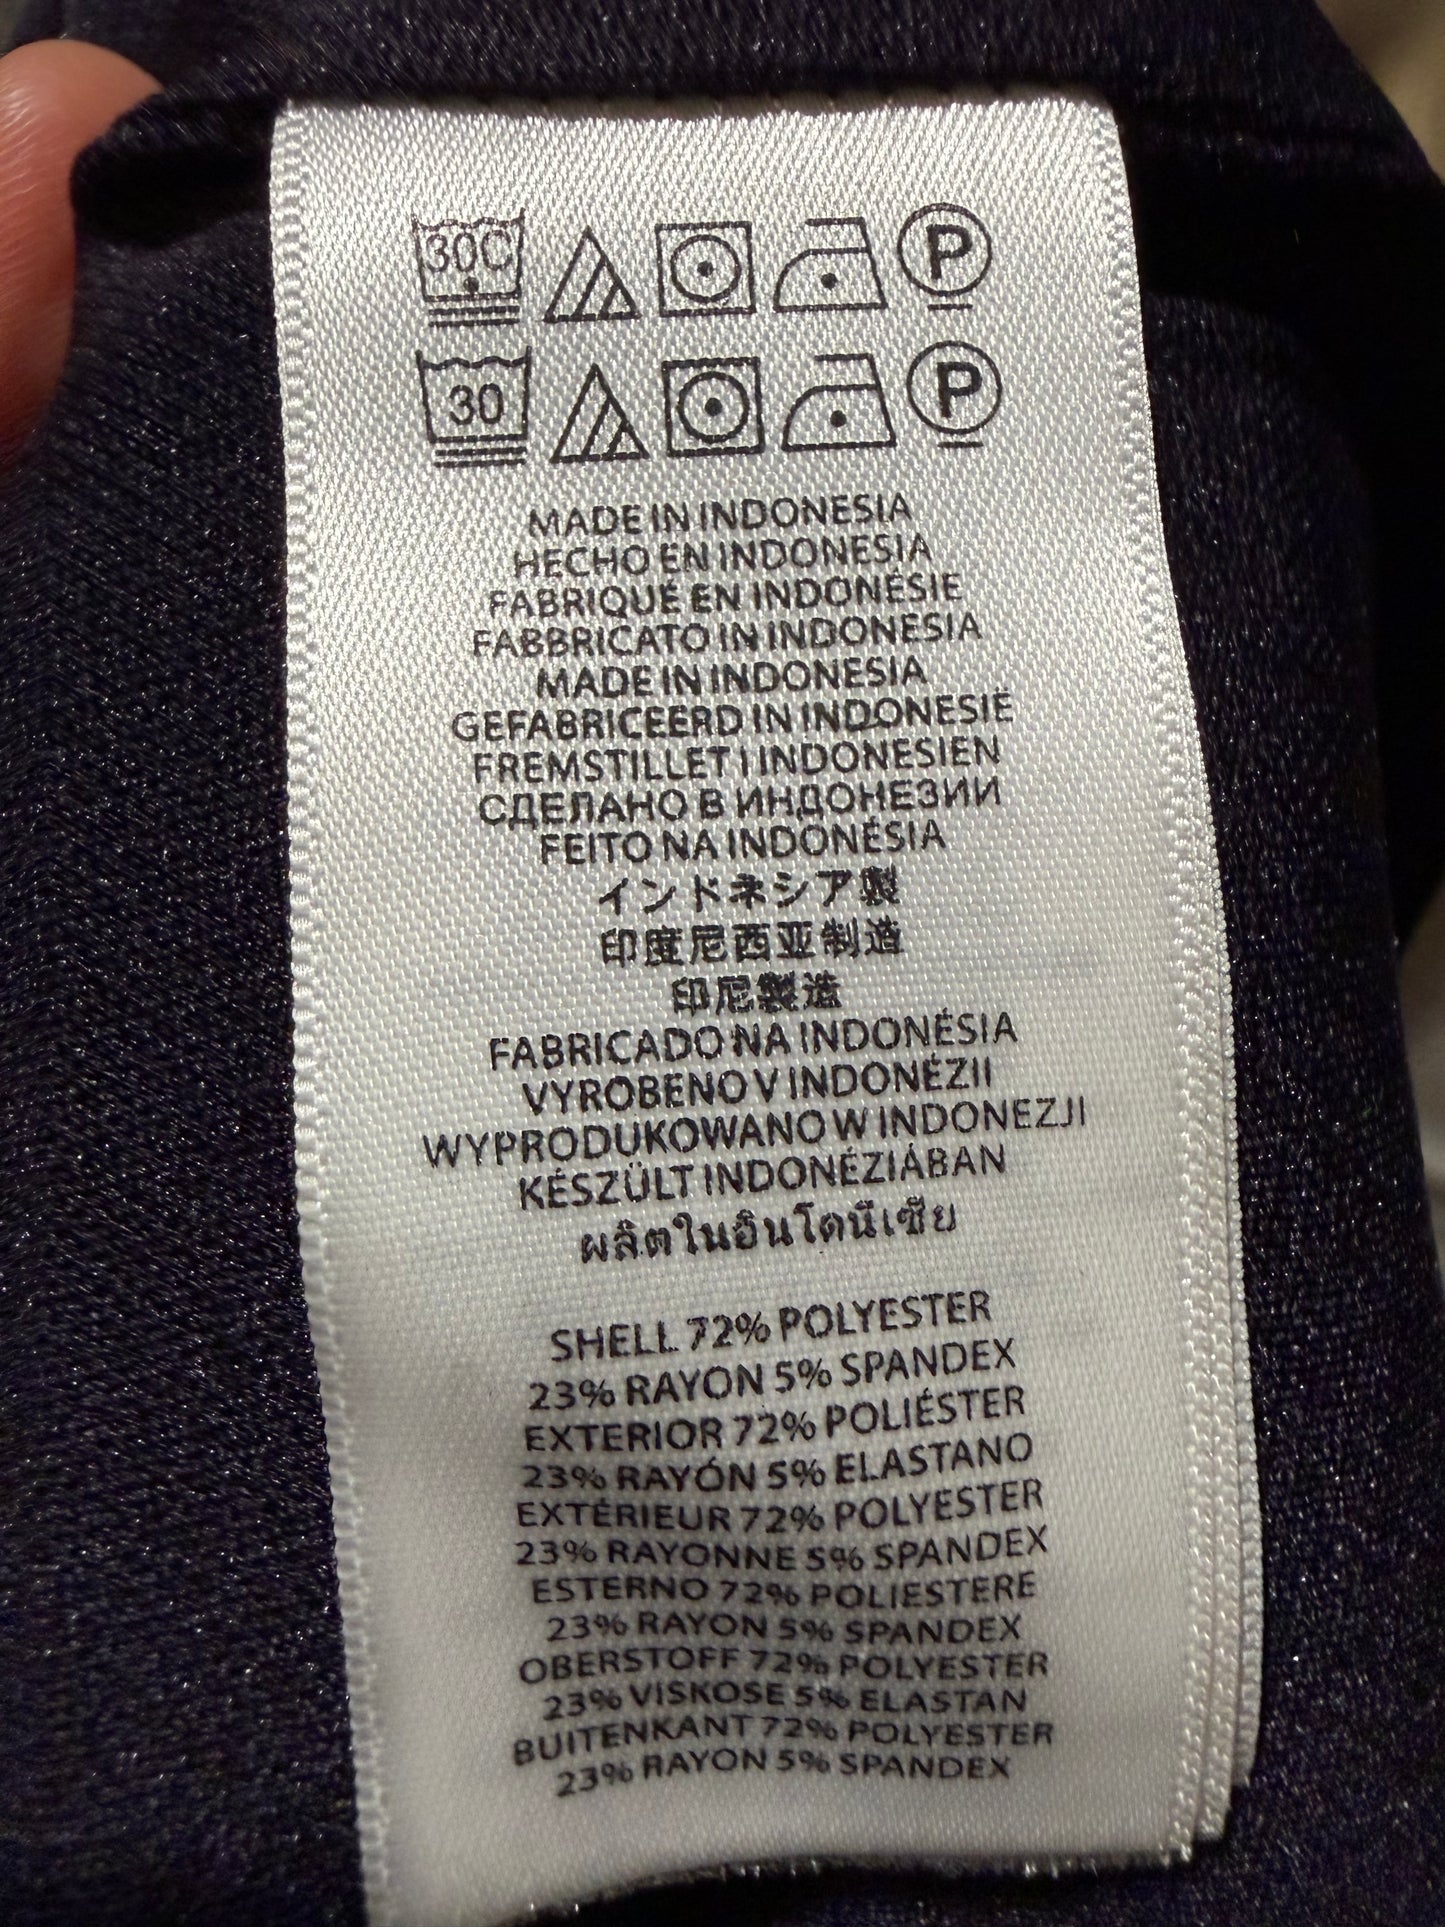 30C P
30 P
MADE IN INDONESIA
HECHO EN INDONESIA
FABRIQUÉ EN INDONÉSIE
FABBRICATO IN INDONESIA
MADE IN INDONESIA
GEFABRICEERD IN INDONESIË
FREMSTILLET I INDONESIEN
СДЕЛАНО В ИНДОНЕЗИИ
FEITO NA INDONÉSIA
インドネシア製
印度尼西亚制造
印尼製造
FABRICADO NA INDONÉSIA
VYROBENO V INDONÉZII
WYPRODUKOWANO W INDONEZJI
KÉSZÜLT INDONÉZIÁBAN
ผลิตในอินโดนีเซีย
SHELL 72% POLYESTER
23% RAYON 5% SPANDEX
EXTERIOR 72% POLIÉSTER
23% RAYÓN 5% ELASTANO
EXTÉRIEUR 72% POLYESTER
23% RAYONNE 5% SPANDEX
ESTERNO 72% POLIESTERE
23% RAYON 5% SPANDEX
OBERSTOFF 72% POLYESTER
23% VISKOSE 5% ELASTAN
BUITENKANT 72% POLYESTER
23% RAYON 5% SPANDEX